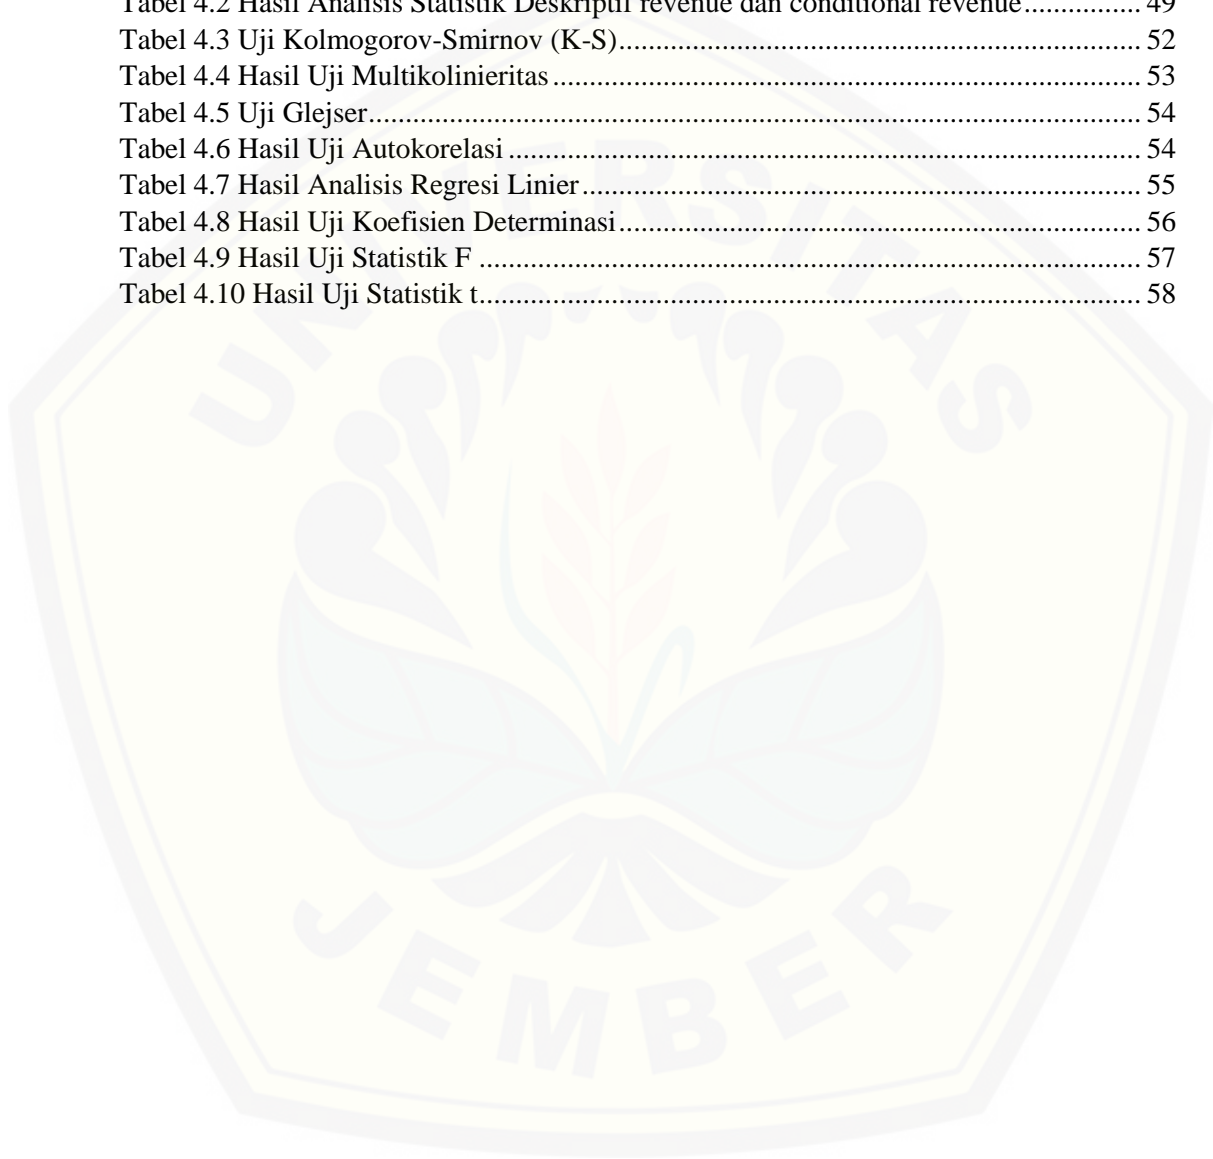 Tabel 4.2 Hasil Analisis Statistik Deskriptif revenue dan conditional revenue................ 49
Tabel 4.3 Uji Kolmogorov-Smirnov (K-S)....................................................................... 52
Tabel 4.4 Hasil Uji Multikolinieritas................................................................................ 53
Tabel 4.5 Uji Glejser......................................................................................................... 54
Tabel 4.6 Hasil Uji Autokorelasi...................................................................................... 54
Tabel 4.7 Hasil Analisis Regresi Linier............................................................................ 55
Tabel 4.8 Hasil Uji Koefisien Determinasi....................................................................... 56
Tabel 4.9 Hasil Uji Statistik F .......................................................................................... 57
Tabel 4.10 Hasil Uji Statistik t.......................................................................................... 58
UNIVERSITAS
JEMBER